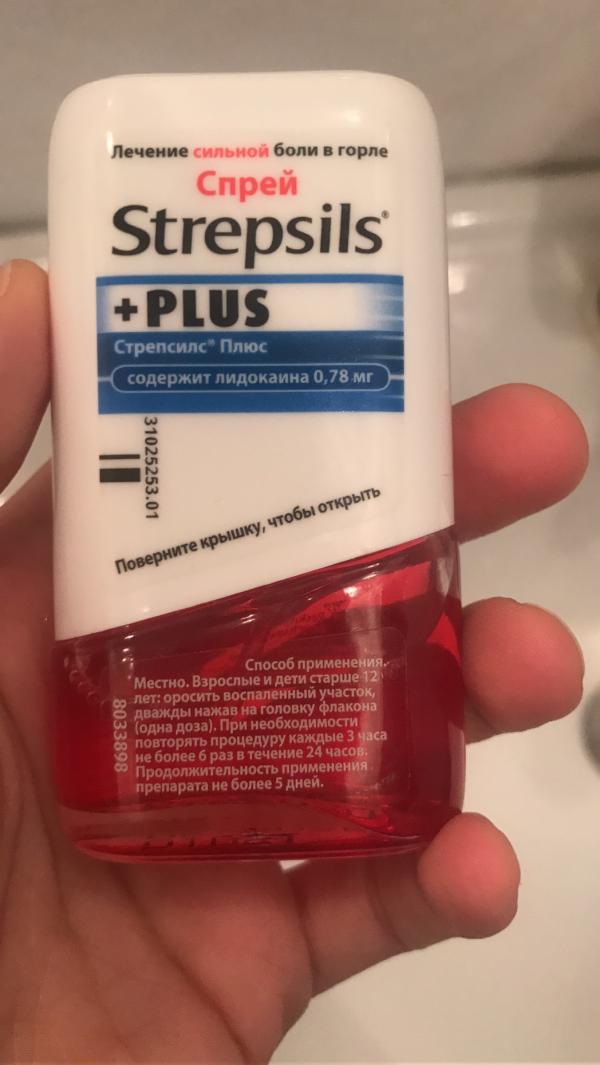 Лечение сильной боли в горле
Спрей
Strepsils®
+PLUS
Стрепсилс® Плюс
содержит лидокаина 0,78 мг
31025253.01
Поверните крышку, чтобы открыть
Способ применения.
Местно. Взрослые и дети старше 12
лет: оросить воспаленный участок,
дважды нажав на головку флакона
(одна доза). При необходимости
повторять процедуру каждые 3 часа
не более 6 раз в течение 24 часов.
Продолжительность применения
препарата не более 5 дней.
8033898